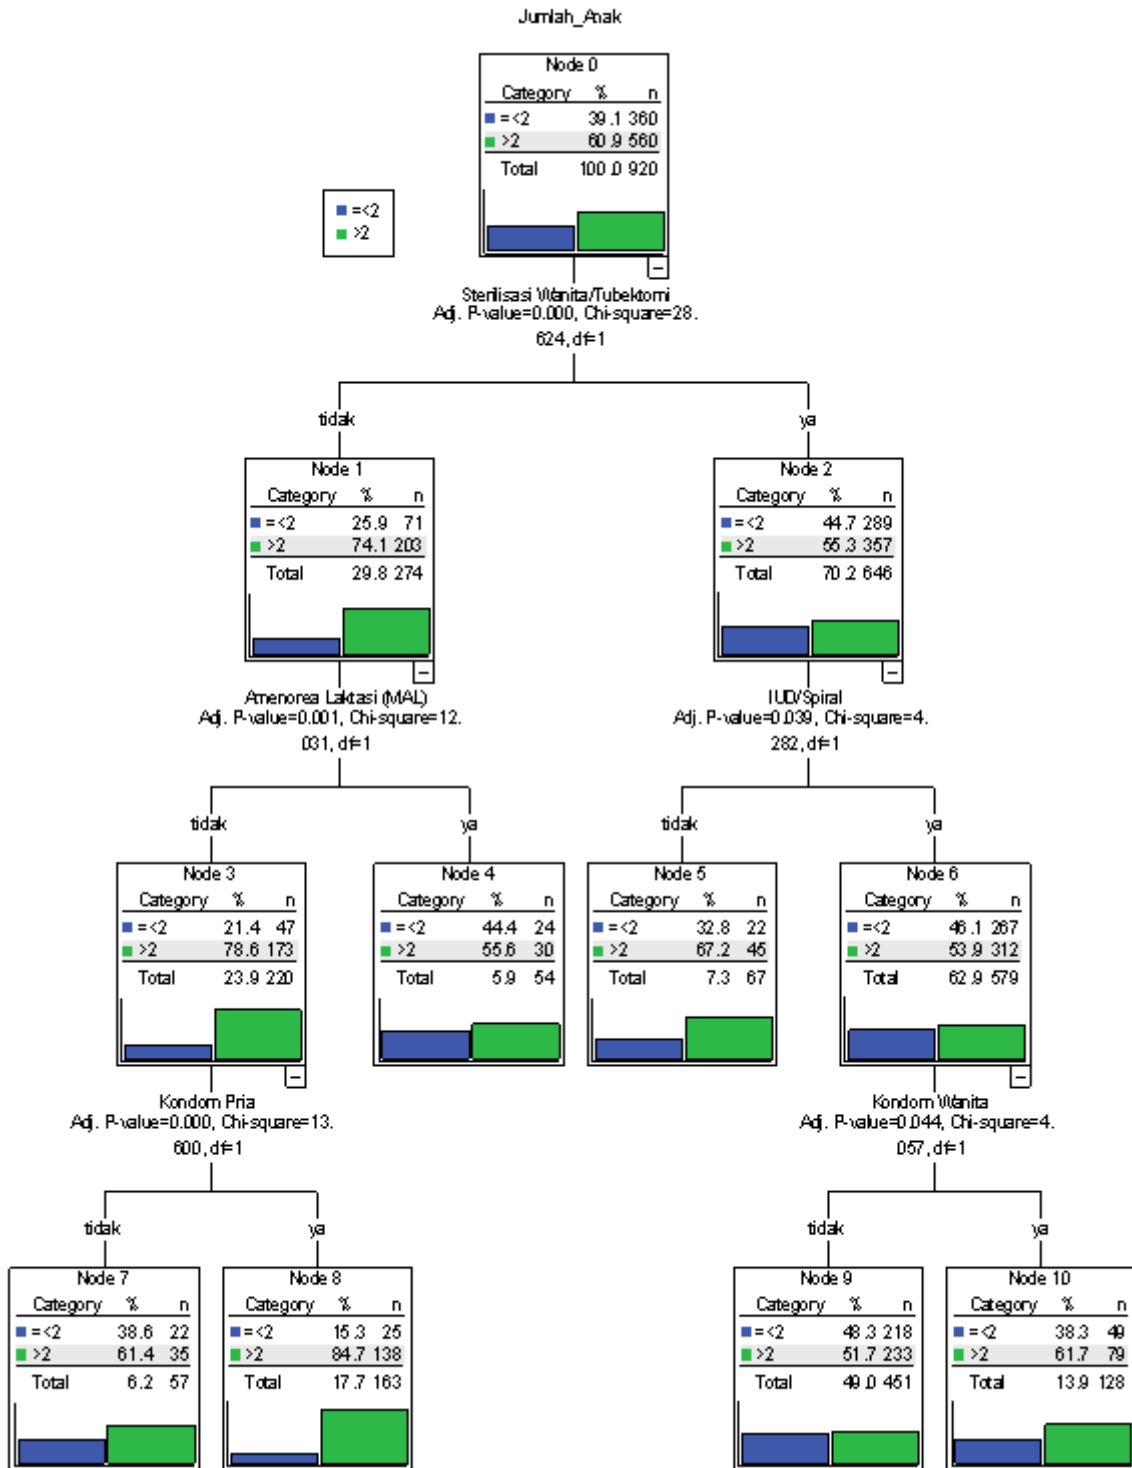 Jumlah_Anak
Node 0
Category % n
=<2 39.1 360
>2 60.9 560
Total 100.0 920
=<2
>2
Sterilisasi Wanita/Tubektomi
Adj. P-value=0.000, Chi-square=28.
624, df=1
tidak
ya
Node 1
Category % n
=<2 25.9 71
>2 74.1 203
Total 29.8 274
Node 2
Category % n
=<2 44.7 289
>2 55.3 357
Total 70.2 646
Amenorea Laktasi (MAL)
Adj. P-value=0.001, Chi-square=12.
031, df=1
IUD/Spiral
Adj. P-value=0.039, Chi-square=4.
282, df=1
tidak
ya
tidak
ya
Node 3
Category % n
=<2 21.4 47
>2 78.6 173
Total 23.9 220
Node 4
Category % n
=<2 44.4 24
>2 55.6 30
Total 5.9 54
Node 5
Category % n
=<2 32.8 22
>2 67.2 45
Total 7.3 67
Node 6
Category % n
=<2 46.1 267
>2 53.9 312
Total 62.9 579
Kondom Pria
Adj. P-value=0.000, Chi-square=13.
600, df=1
Kondom Wanita
Adj. P-value=0.044, Chi-square=4.
057, df=1
tidak
ya
tidak
ya
Node 7
Category % n
=<2 38.6 22
>2 61.4 35
Total 6.2 57
Node 8
Category % n
=<2 15.3 25
>2 84.7 138
Total 17.7 163
Node 9
Category % n
=<2 48.3 218
>2 51.7 233
Total 49.0 451
Node 10
Category % n
=<2 38.3 49
>2 61.7 79
Total 13.9 128